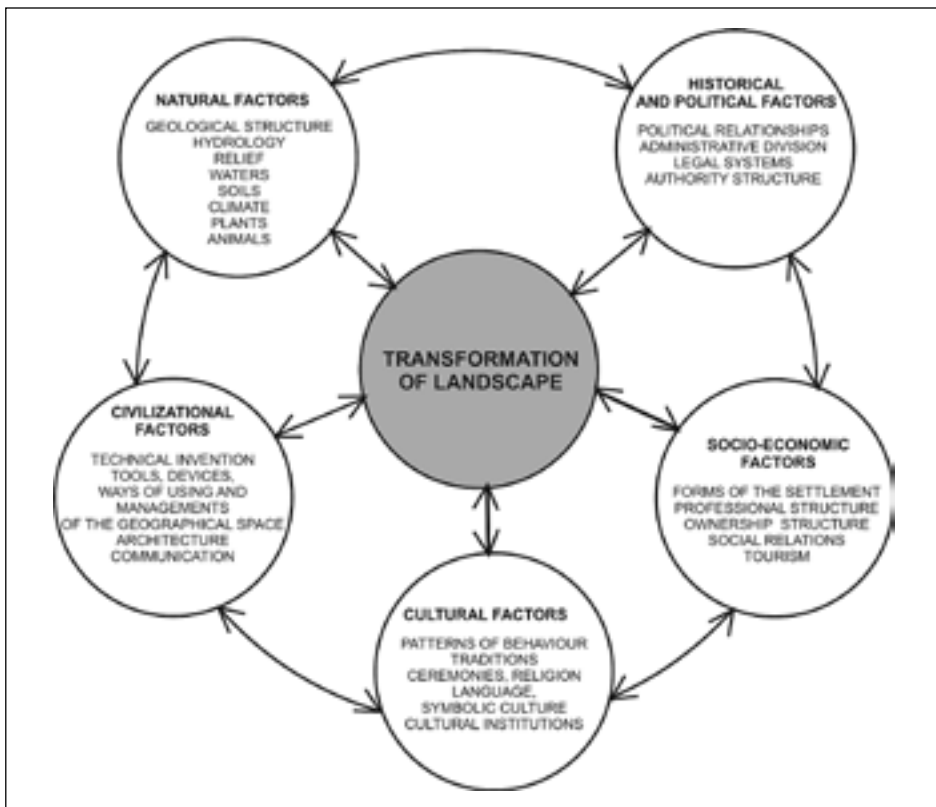 NATURAL FACTORS
GEOLOGICAL STRUCTURE
HYDROLOGY
RELIEF
WATERS
SOILS
CLIMATE
PLANTS
ANIMALS
HISTORICAL
AND POLITICAL FACTORS
POLITICAL RELATIONSHIPS
ADMINISTRATIVE DIVISION
LEGAL SYSTEMS
AUTHORITY STRUCTURE
TRANSFORMATION
OF LANDSCAPE
CIVILIZATIONAL
FACTORS
TECHNICAL INVENTION
TOOLS, DEVICES,
WAYS OF USING AND
MANAGEMENTS
OF THE GEOGRAPHICAL SPACE,
ARCHITECTURE
COMMUNICATION
SOCIO-ECONOMIC
FACTORS
FORMS OF THE SETTLEMENT
PROFESSIONAL STRUCTURE
OWNERSHIP STRUCTURE
SOCIAL RELATIONS
TOURISM
CULTURAL FACTORS
PATTERNS OF BEHAVIOUR
TRADITIONS
CEREMONIES, RELIGION
LANGUAGE,
SYMBOLIC CULTURE
CULTURAL INSTITUTIONS